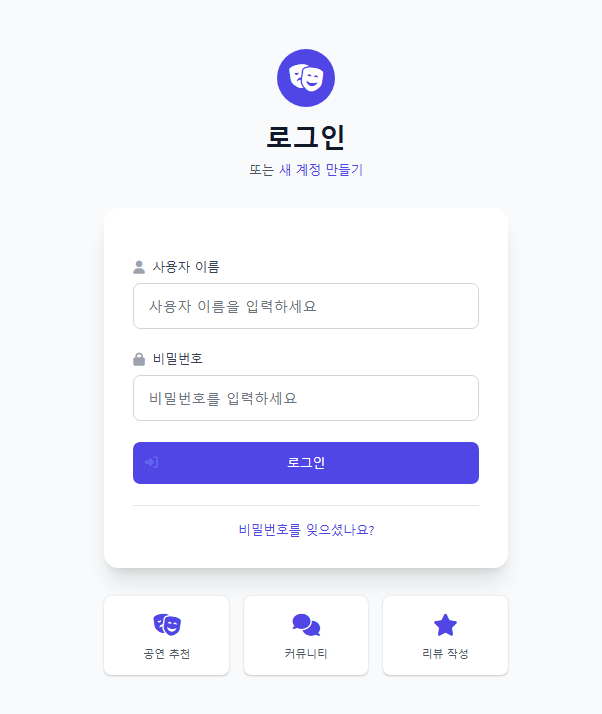 로그인
또는 새 계정 만들기
사용자 이름
사용자 이름을 입력하세요
비밀번호
비밀번호를 입력하세요
로그인
비밀번호를 잊으셨나요?
공연 추천
커뮤니티
리뷰 작성